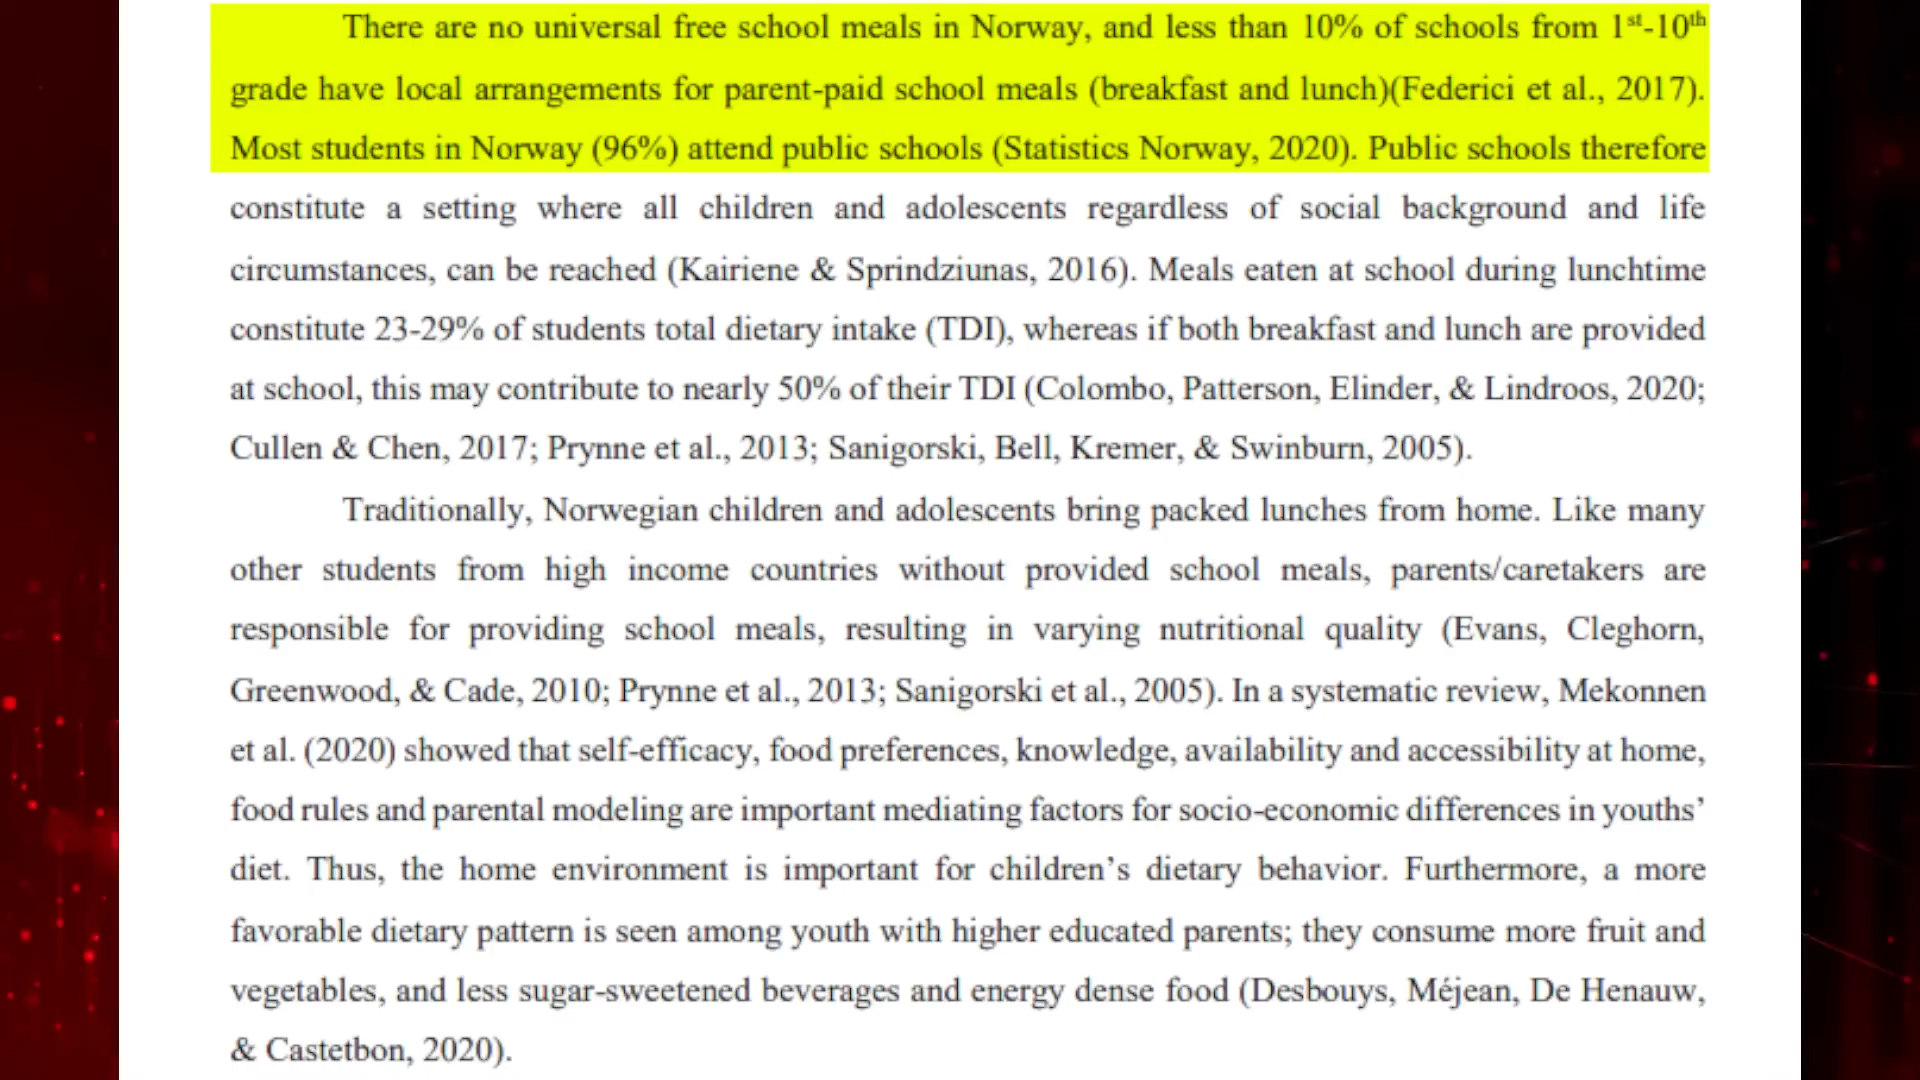 There are no universal free school meals in Norway, and less than 10% of schools from 1st-10th
grade have local arrangements for parent-paid school meals (breakfast and lunch)(Federici et al., 2017).
Most students in Norway (96%) attend public schools (Statistics Norway, 2020). Public schools therefore
constitute a setting where all children and adolescents regardless of social background and life
circumstances, can be reached (Kairiene & Sprindziunas, 2016). Meals eaten at school during lunchtime
constitute 23-29% of students total dietary intake (TDI), whereas if both breakfast and lunch are provided
at school, this may contribute to nearly 50% of their TDI (Colombo, Patterson, Elinder, & Lindroos, 2020;
Cullen & Chen, 2017; Prynne et al., 2013; Sanigorski, Bell, Kremer, & Swinburn, 2005).
Traditionally, Norwegian children and adolescents bring packed lunches from home. Like many
other students from high income countries without provided school meals, parents/caretakers are
responsible for providing school meals, resulting in varying nutritional quality (Evans, Cleghorn,
Greenwood, & Cade, 2010; Prynne et al., 2013; Sanigorski et al., 2005). In a systematic review, Mekonnen
et al. (2020) showed that self-efficacy, food preferences, knowledge, availability and accessibility at home,
food rules and parental modeling are important mediating factors for socio-economic differences in youths’
diet. Thus, the home environment is important for children’s dietary behavior. Furthermore, a more
favorable dietary pattern is seen among youth with higher educated parents; they consume more fruit and
vegetables, and less sugar-sweetened beverages and energy dense food (Desbouys, Méjean, De Henauw,
& Castetbon, 2020).